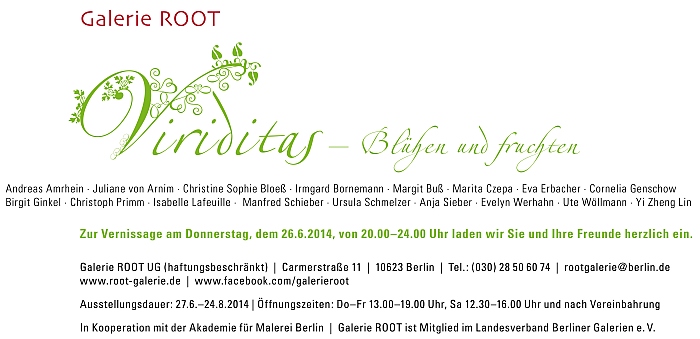 Galerie ROOT
Viriditas – Blühen und fruchten
Andreas Amrhein · Juliane von Arnim · Christine Sophie Bloeß · Irmgard Bornemann · Margit Buß · Marita Czepa · Eva Erbacher · Cornelia Genschow
Birgit Ginkel · Christoph Primm · Isabelle Lafeuille · Manfred Schieber · Ursula Schmelzer · Anja Sieber · Evelyn Werhahn · Ute Wöllmann · Yi Zheng Lin
Zur Vernissage am Donnerstag, dem 26.6.2014, von 20.00–24.00 Uhr laden wir Sie und Ihre Freunde herzlich ein.
Galerie ROOT UG (haftungsbeschränkt) | Carmerstraße 11 | 10623 Berlin | Tel.: (030) 28 50 60 74 | rootgalerie@berlin.de
www.root-galerie.de | www.facebook.com/galerieroot
Ausstellungsdauer: 27.6.–24.8.2014 | Öffnungszeiten: Do–Fr 13.00–19.00 Uhr, Sa 12.30–16.00 Uhr und nach Vereinbahrung
In Kooperation mit der Akademie für Malerei Berlin | Galerie ROOT ist Mitglied im Landesverband Berliner Galerien e. V.